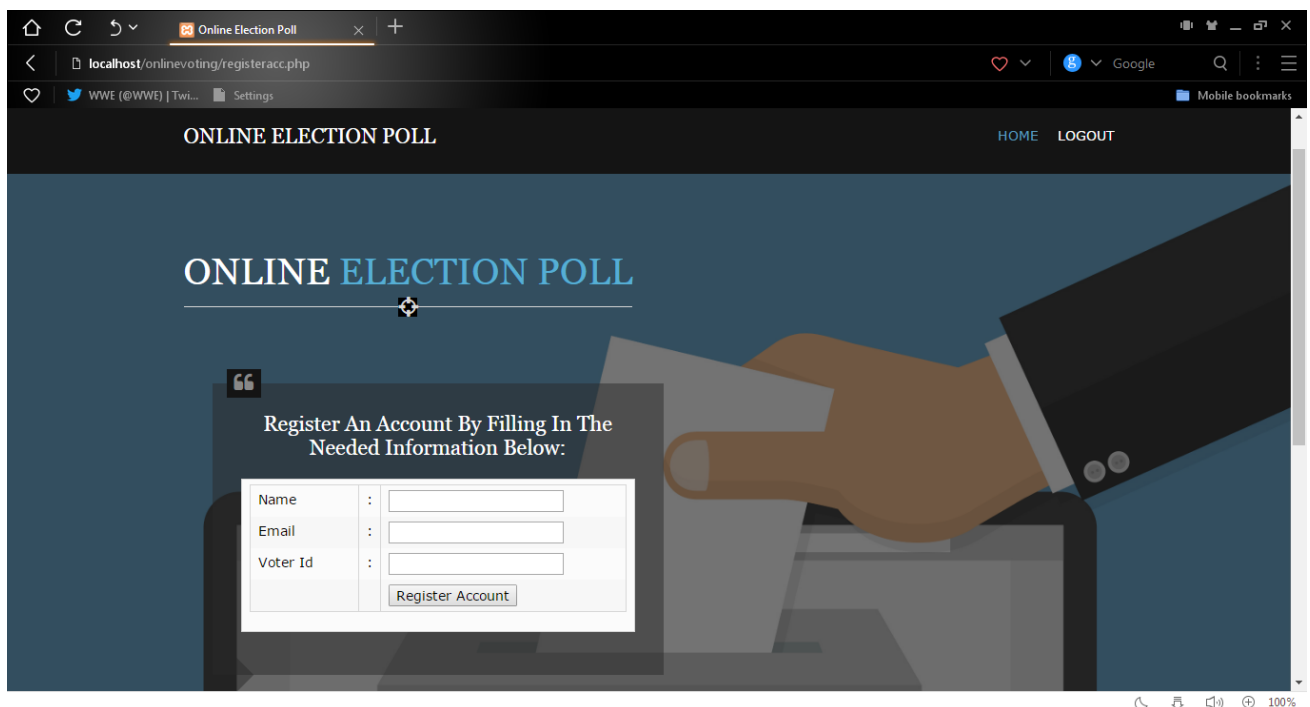 Online Election Poll
localhost/onlinevoting/registeracc.php
Google
WWE (@WWE) | Twi...
Settings
Mobile bookmarks
ONLINE ELECTION POLL
HOME
LOGOUT
ONLINE ELECTION POLL
Register An Account By Filling In The
Needed Information Below:
Name :
Email :
Voter Id :
Register Account
100%